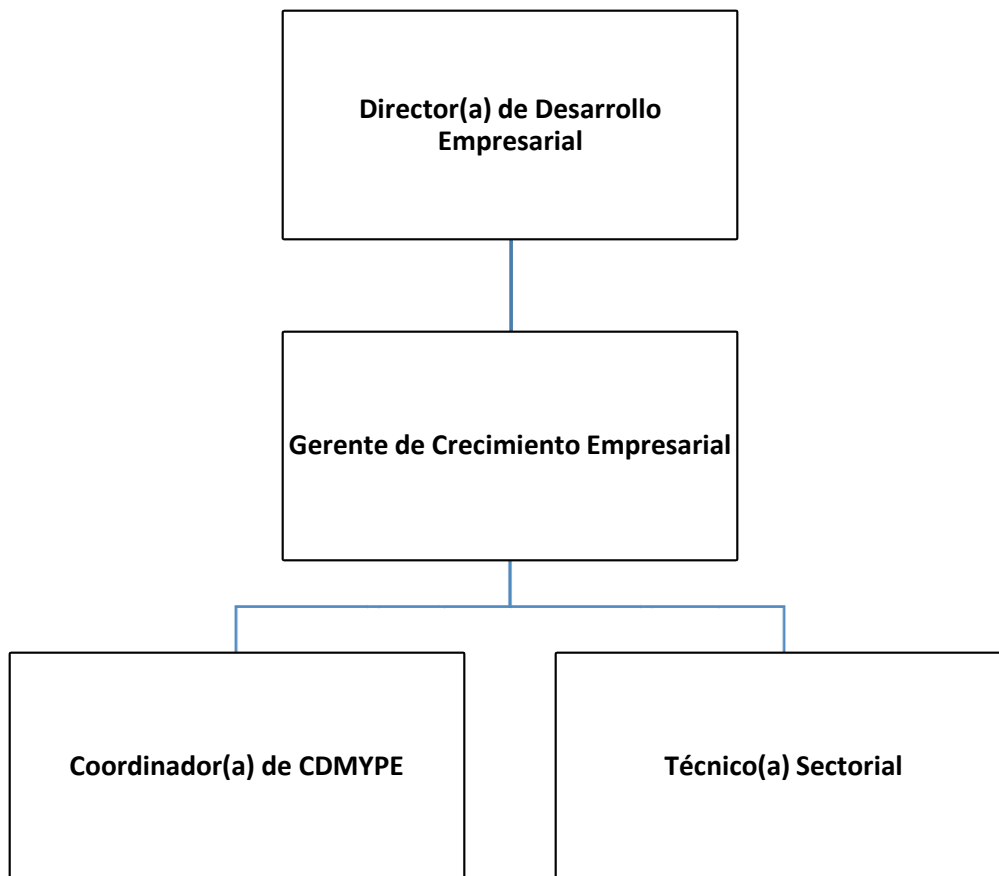 Director(a) de Desarrollo
Empresarial
Gerente de Crecimiento Empresarial
Coordinador(a) de CDMYPE
Técnico(a) Sectorial